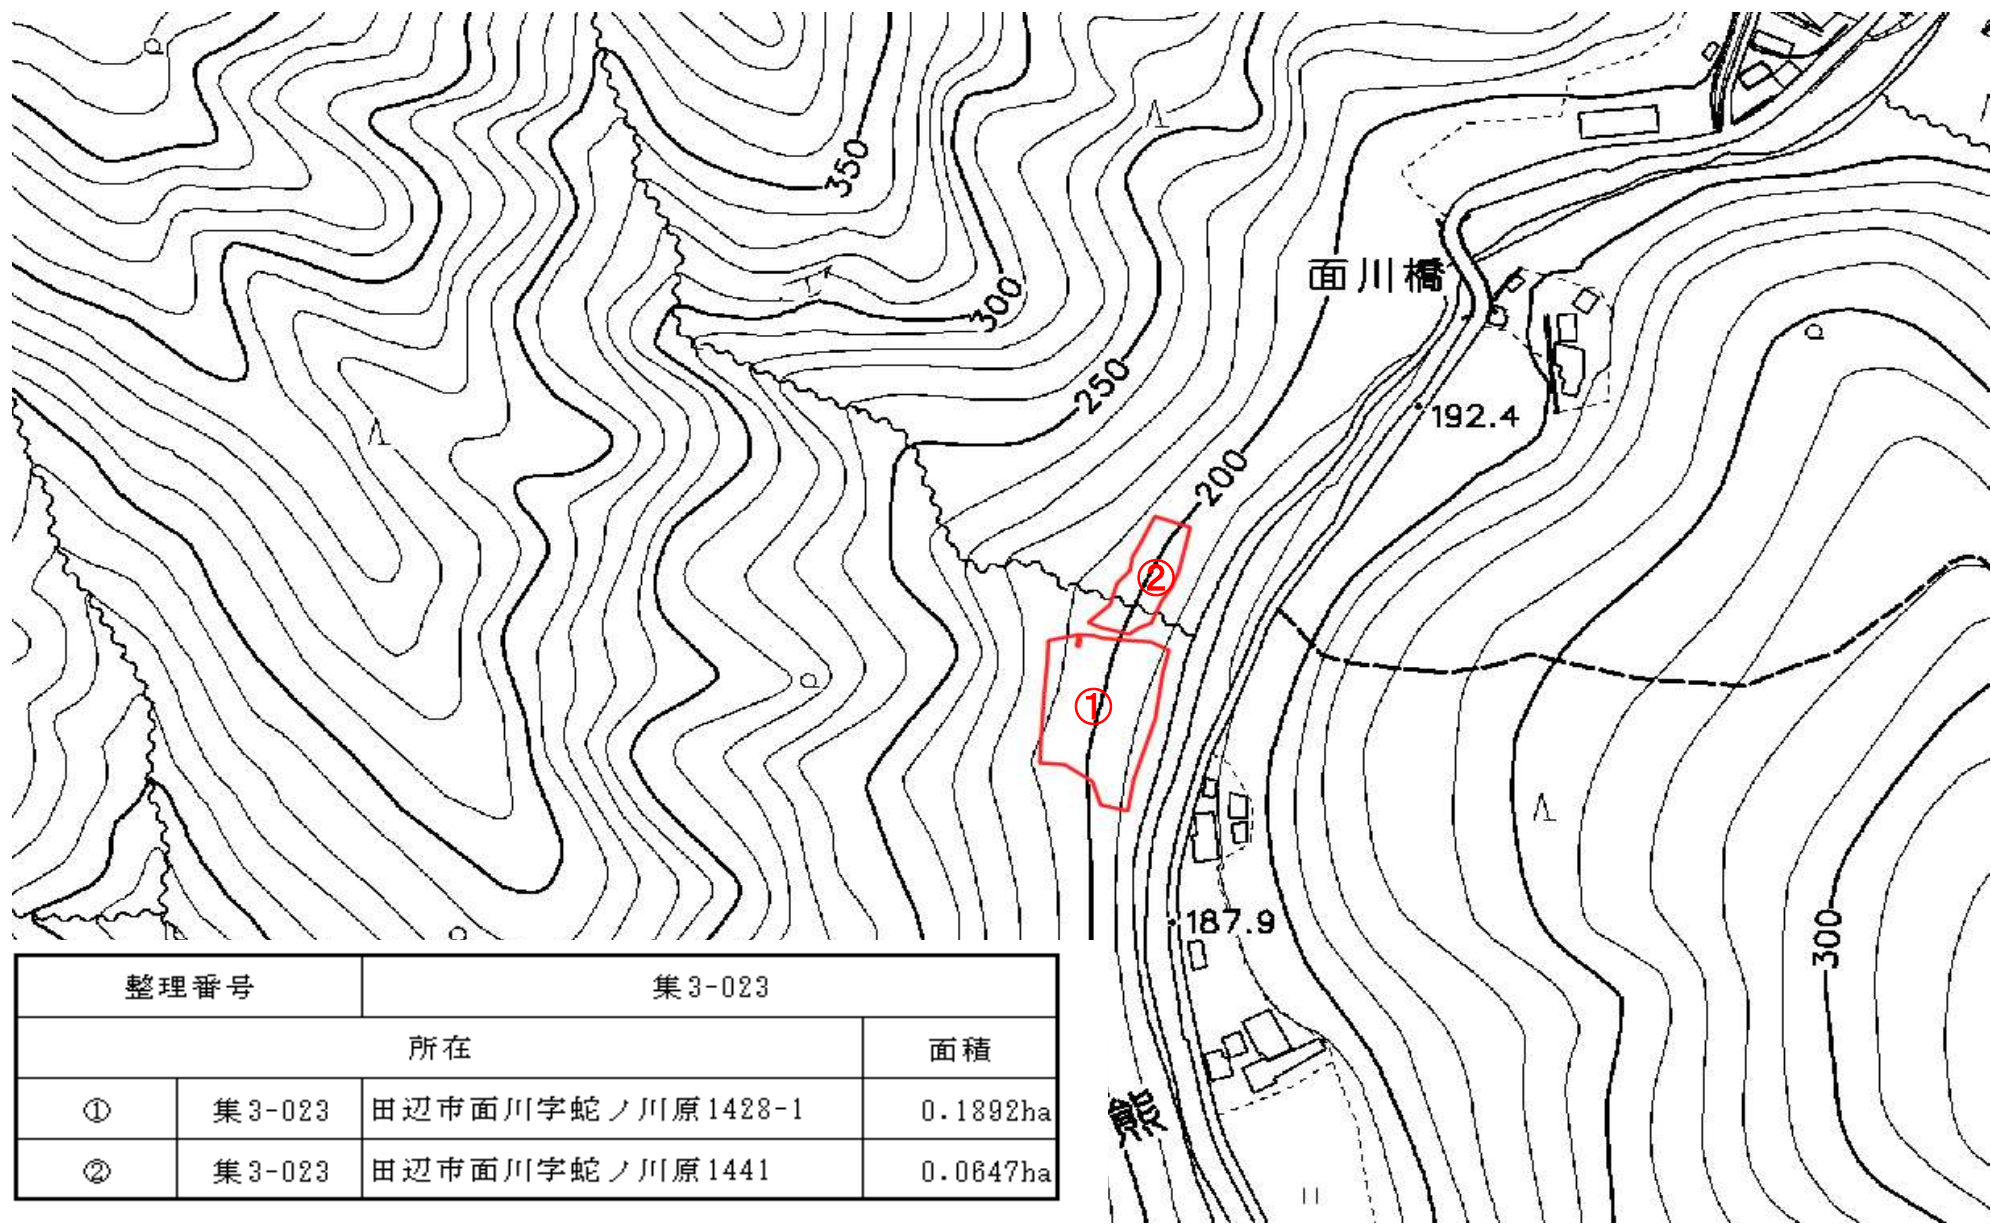 350
300
面川橋
250
192.4
200
②
①
187.9
300
熊
整理番号 集3-023
所在 面積
① 集3-023 田辺市面川字蛇ノ川原1428-1 0.1892ha
② 集3-023 田辺市面川字蛇ノ川原1441 0.0647ha